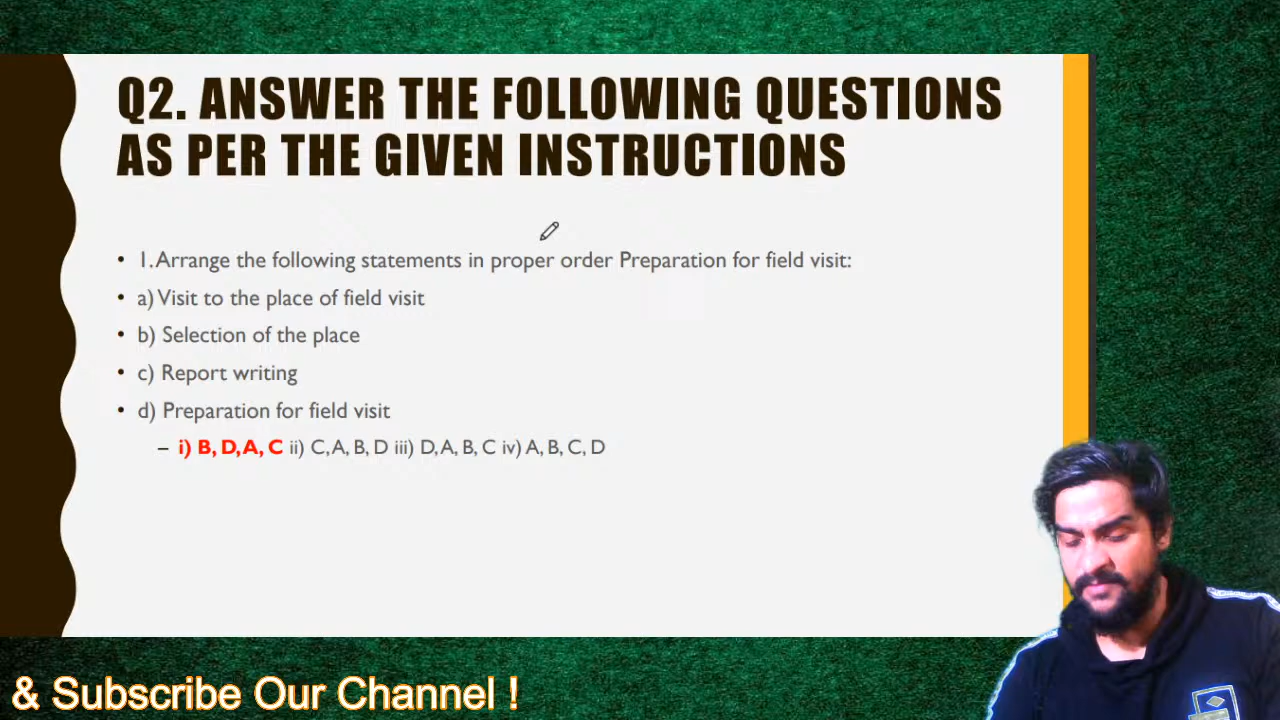 Q2. ANSWER THE FOLLOWING QUESTIONS
AS PER THE GIVEN INSTRUCTIONS
• 1. Arrange the following statements in proper order Preparation for field visit:
• a) Visit to the place of field visit
• b) Selection of the place
• c) Report writing
• d) Preparation for field visit
– i) B, D, A, C ii) C, A, B, D iii) D, A, B, C iv) A, B, C, D
& Subscribe Our Channel !